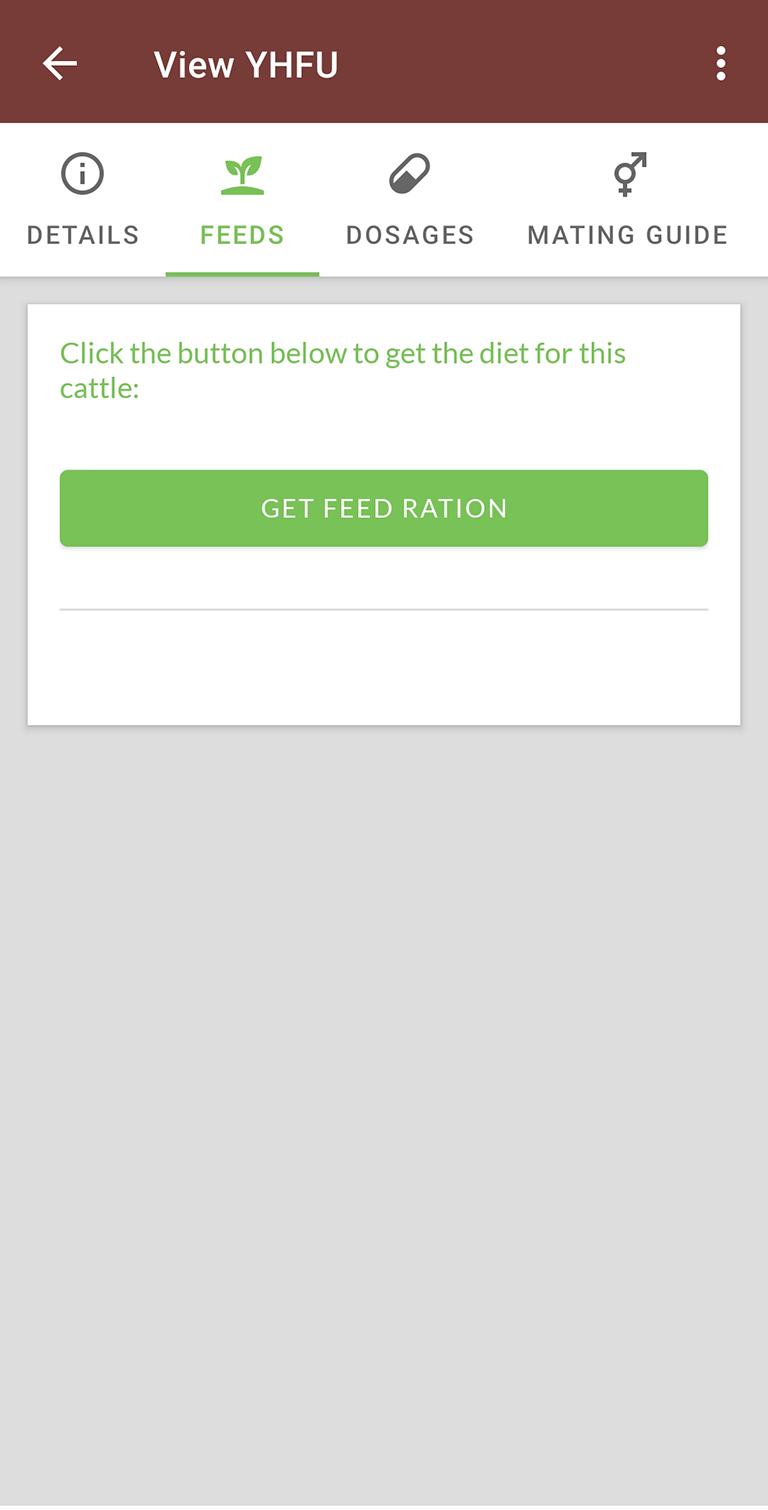 View YHFU
DETAILS
FEEDS
DOSAGES
MATING GUIDE
Click the button below to get the diet for this
cattle:
GET FEED RATION